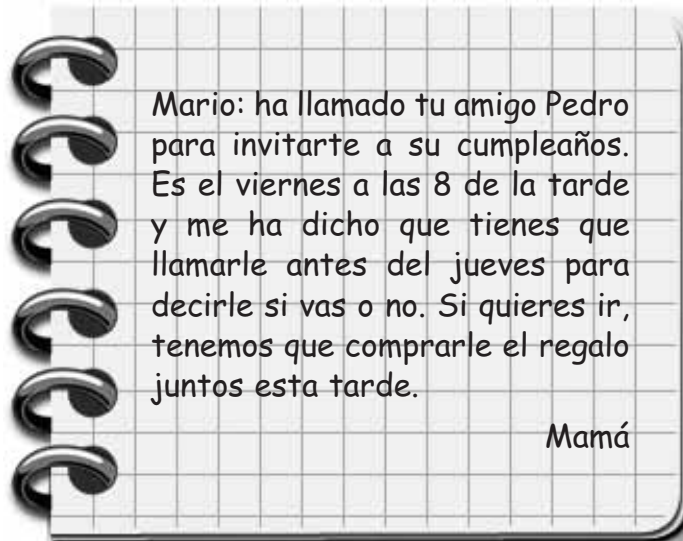 Mario: ha llamado tu amigo Pedro
para invitarte a su cumpleaños.
Es el viernes a las 8 de la tarde
y me ha dicho que tienes que
llamarle antes del jueves para
decirle si vas o no. Si quieres ir,
tenemos que comprarle el regalo
juntos esta tarde.
Mamá